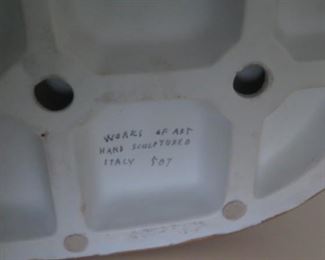 WORKS OF ART
HAND SCULPTURED
ITALY 507